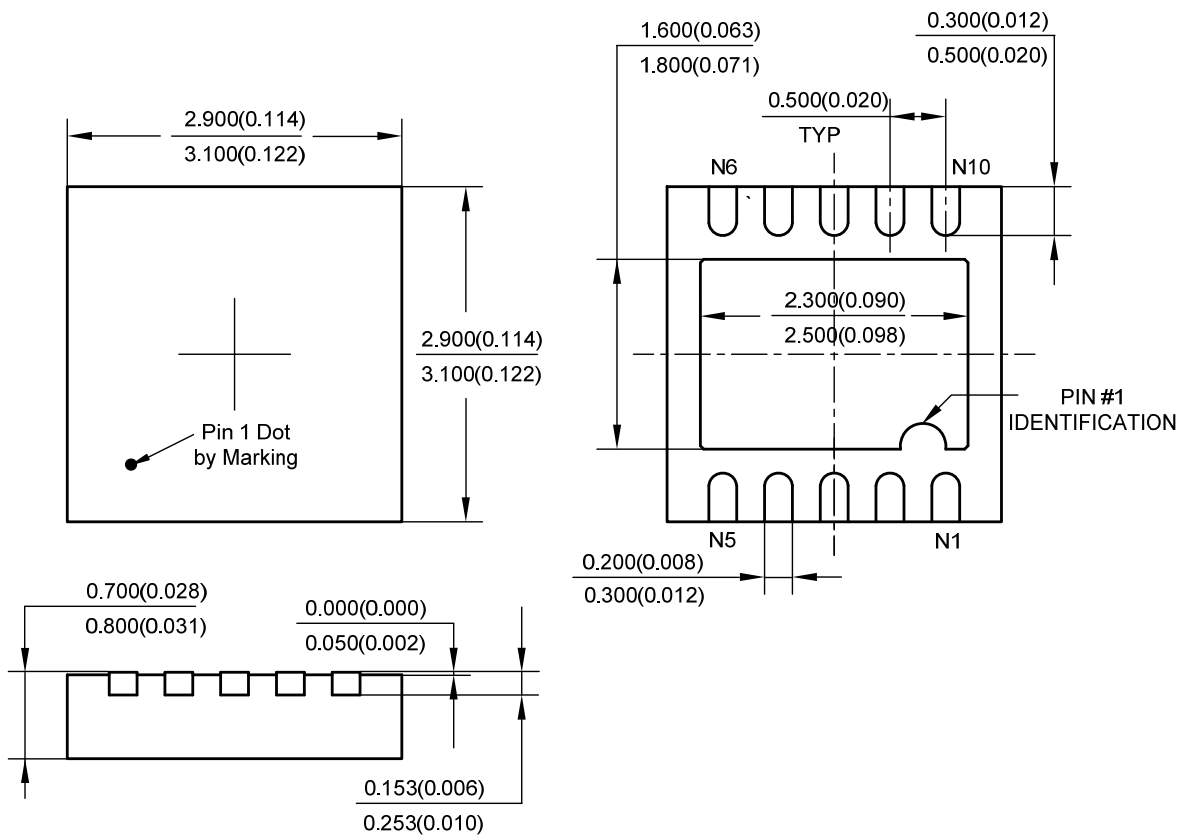 1.600(0.063)
1.800(0.071)
0.300(0.012)
0.500(0.020)
0.500(0.020)
TYP
2.900(0.114)
3.100(0.122)
N6
N10
2.900(0.114)
3.100(0.122)
2.300(0.090)
2.500(0.098)
PIN #1
IDENTIFICATION
Pin 1 Dot
by Marking
N5
N1
0.200(0.008)
0.300(0.012)
0.700(0.028)
0.800(0.031)
0.000(0.000)
0.050(0.002)
0.153(0.006)
0.253(0.010)